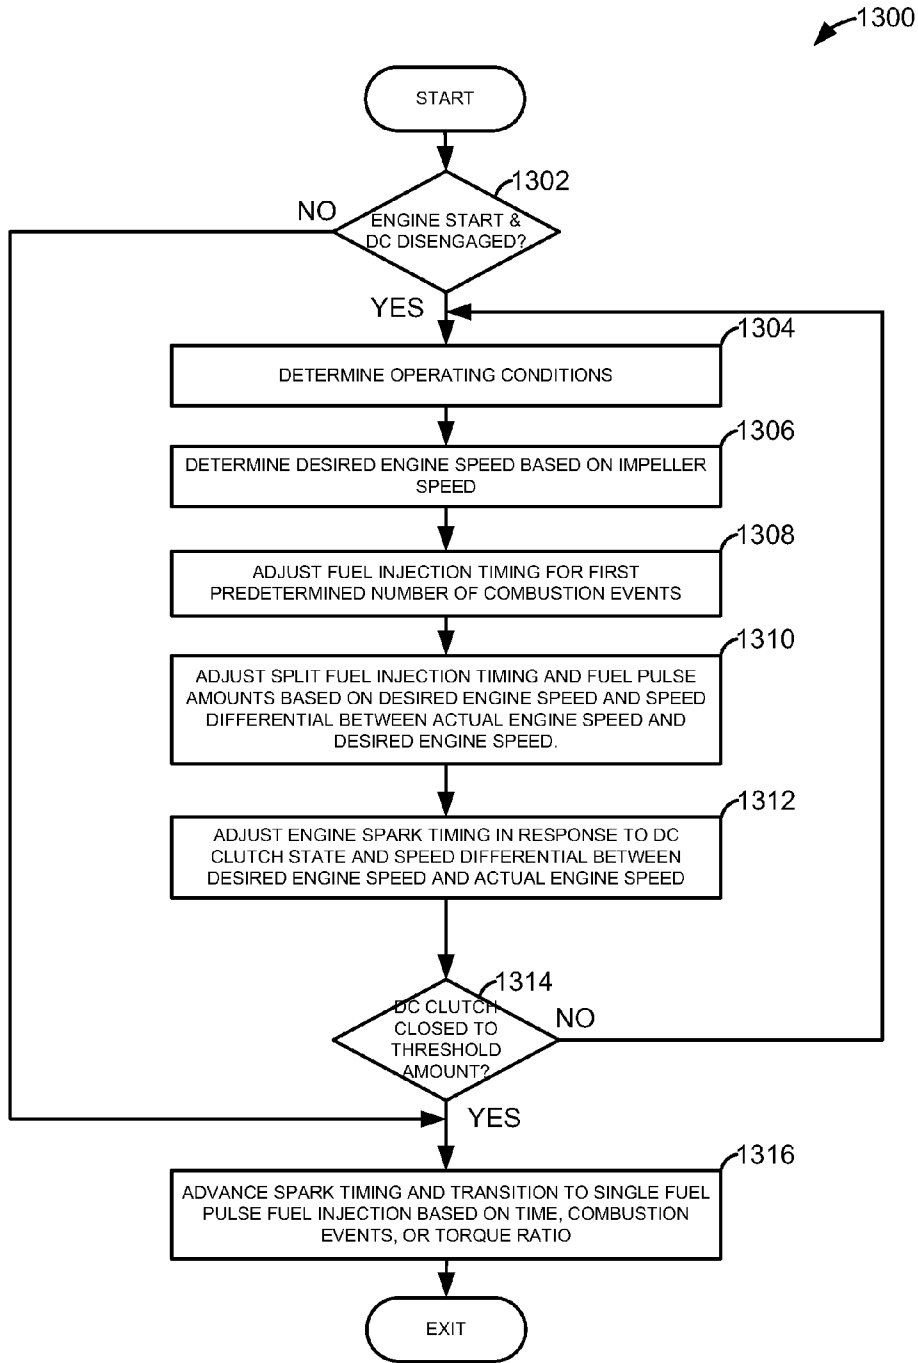 1300
START
1302
NO
ENGINE START &
DC DISENGAGED?
YES
1304
DETERMINE OPERATING CONDITIONS
1306
DETERMINE DESIRED ENGINE SPEED BASED ON IMPELLER
SPEED
1308
ADJUST FUEL INJECTION TIMING FOR FIRST
PREDETERMINED NUMBER OF COMBUSTION EVENTS
1310
ADJUST SPLIT FUEL INJECTION TIMING AND FUEL PULSE
AMOUNTS BASED ON DESIRED ENGINE SPEED AND SPEED
DIFFERENTIAL BETWEEN ACTUAL ENGINE SPEED AND
DESIRED ENGINE SPEED.
1312
ADJUST ENGINE SPARK TIMING IN RESPONSE TO DC
CLUTCH STATE AND SPEED DIFFERENTIAL BETWEEN
DESIRED ENGINE SPEED AND ACTUAL ENGINE SPEED
1314
DC CLUTCH
CLOSED TO
THRESHOLD
AMOUNT?
NO
YES
1316
ADVANCE SPARK TIMING AND TRANSITION TO SINGLE FUEL
PULSE FUEL INJECTION BASED ON TIME, COMBUSTION
EVENTS, OR TORQUE RATIO
EXIT